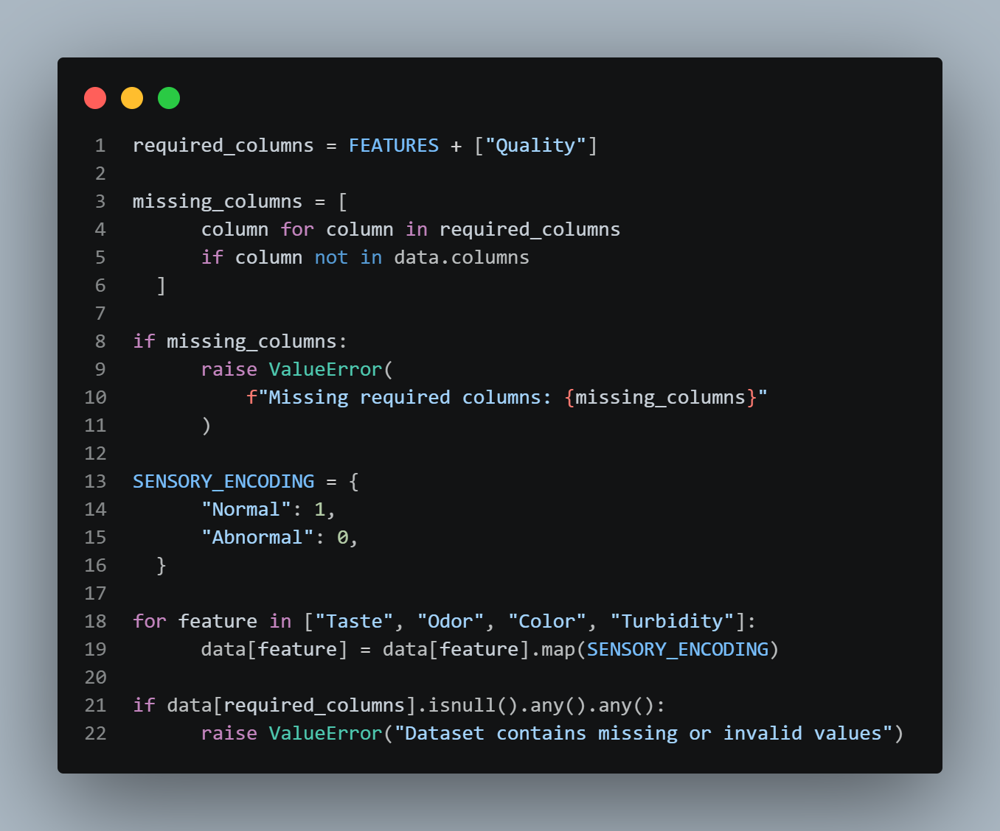 1 required_columns = FEATURES + ["Quality"]
2
3 missing_columns = [
4       column for column in required_columns
5       if column not in data.columns
6   ]
7
8 if missing_columns:
9       raise ValueError(
10           f"Missing required columns: {missing_columns}"
11       )
12
13 SENSORY_ENCODING = {
14       "Normal": 1,
15       "Abnormal": 0,
16   }
17
18 for feature in ["Taste", "Odor", "Color", "Turbidity"]:
19       data[feature] = data[feature].map(SENSORY_ENCODING)
20
21 if data[required_columns].isnull().any().any():
22       raise ValueError("Dataset contains missing or invalid values")